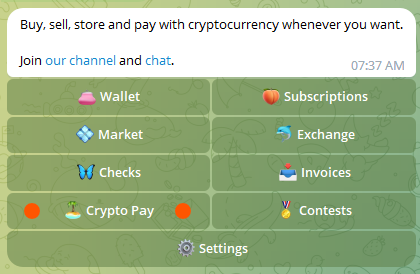 Buy, sell, store and pay with cryptocurrency whenever you want.
Join our channel and chat.
07:37 AM
Wallet
Subscriptions
Market
Exchange
Checks
Invoices
Crypto Pay
Contests
Settings